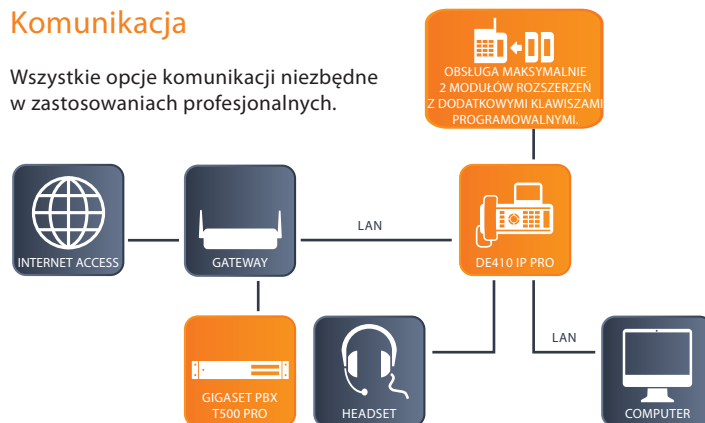 Komunikacja
Wszystkie opcje komunikacji niezbędne
w zastosowaniach profesjonalnych.
OBSŁUGA MAKSYMALNIE
2 MODUŁÓW ROZSZERZEŃ
Z DODATKOWYMI KLAWISZAMI
PROGRAMOWALNYMI.
INTERNET ACCESS
GATEWAY
LAN
DE410 IP PRO
GIGASET PBX
T500 PRO
HEADSET
LAN
COMPUTER